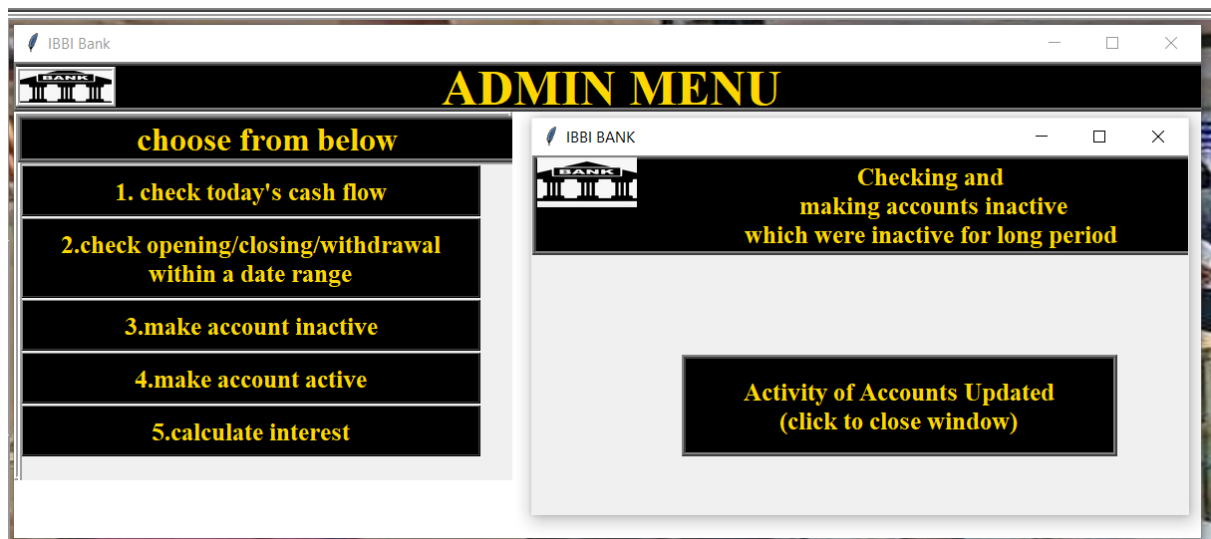 IBBI Bank
BANK
ADMIN MENU
choose from below
1. check today's cash flow
2.check opening/closing/withdrawal
within a date range
3.make account inactive
4.make account active
5.calculate interest
IBBI BANK
BANK
Checking and
making accounts inactive
which were inactive for long period
Activity of Accounts Updated
(click to close window)